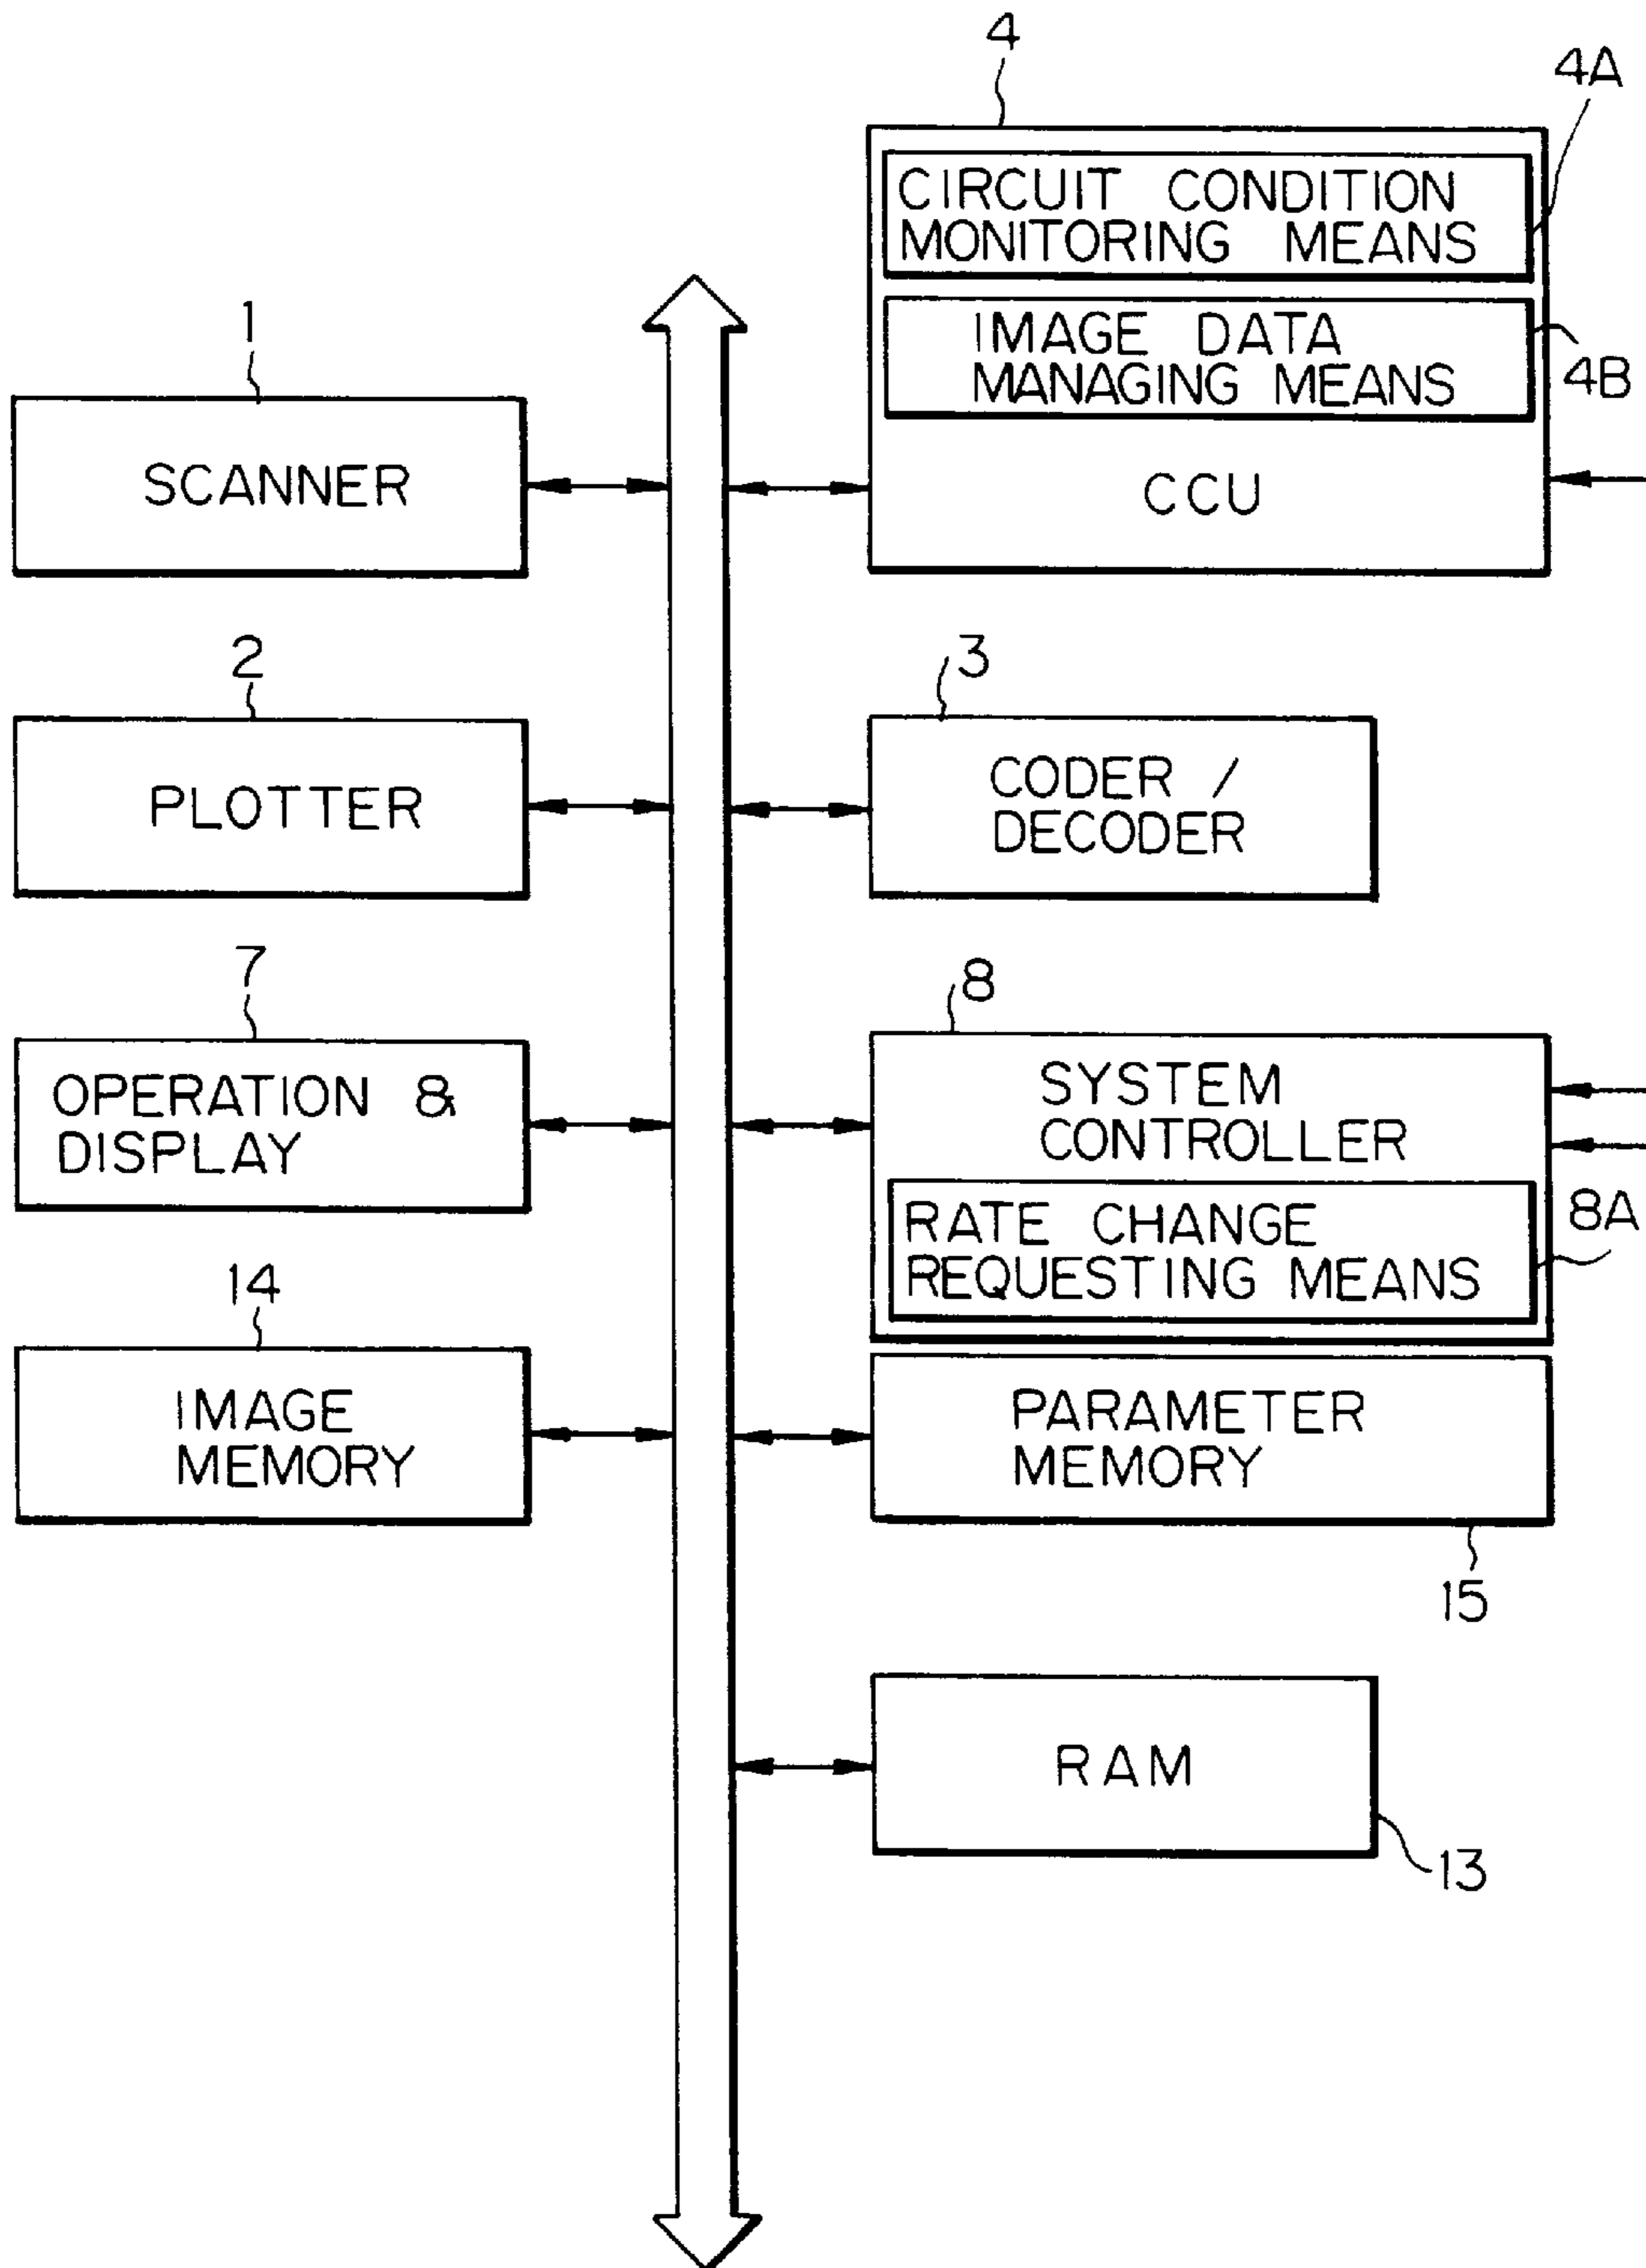 4
4A
CIRCUIT CONDITION
MONITORING MEANS
IMAGE DATA
MANAGING MEANS
4B
CCU
1
SCANNER
2
PLOTTER
3
CODER /
DECODER
7
OPERATION &
DISPLAY
8
SYSTEM
CONTROLLER
RATE CHANGE
REQUESTING MEANS
8A
14
IMAGE
MEMORY
PARAMETER
MEMORY
15
RAM
13